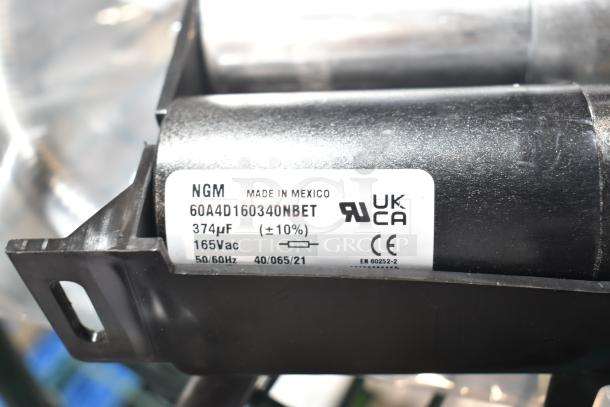 NGM MADE IN MEXICO
60A4D160340NBET
374µF (±10%)
165Vac
50/60Hz 40/065/21
UK
CA
CE
EN 60252-2
GROUP